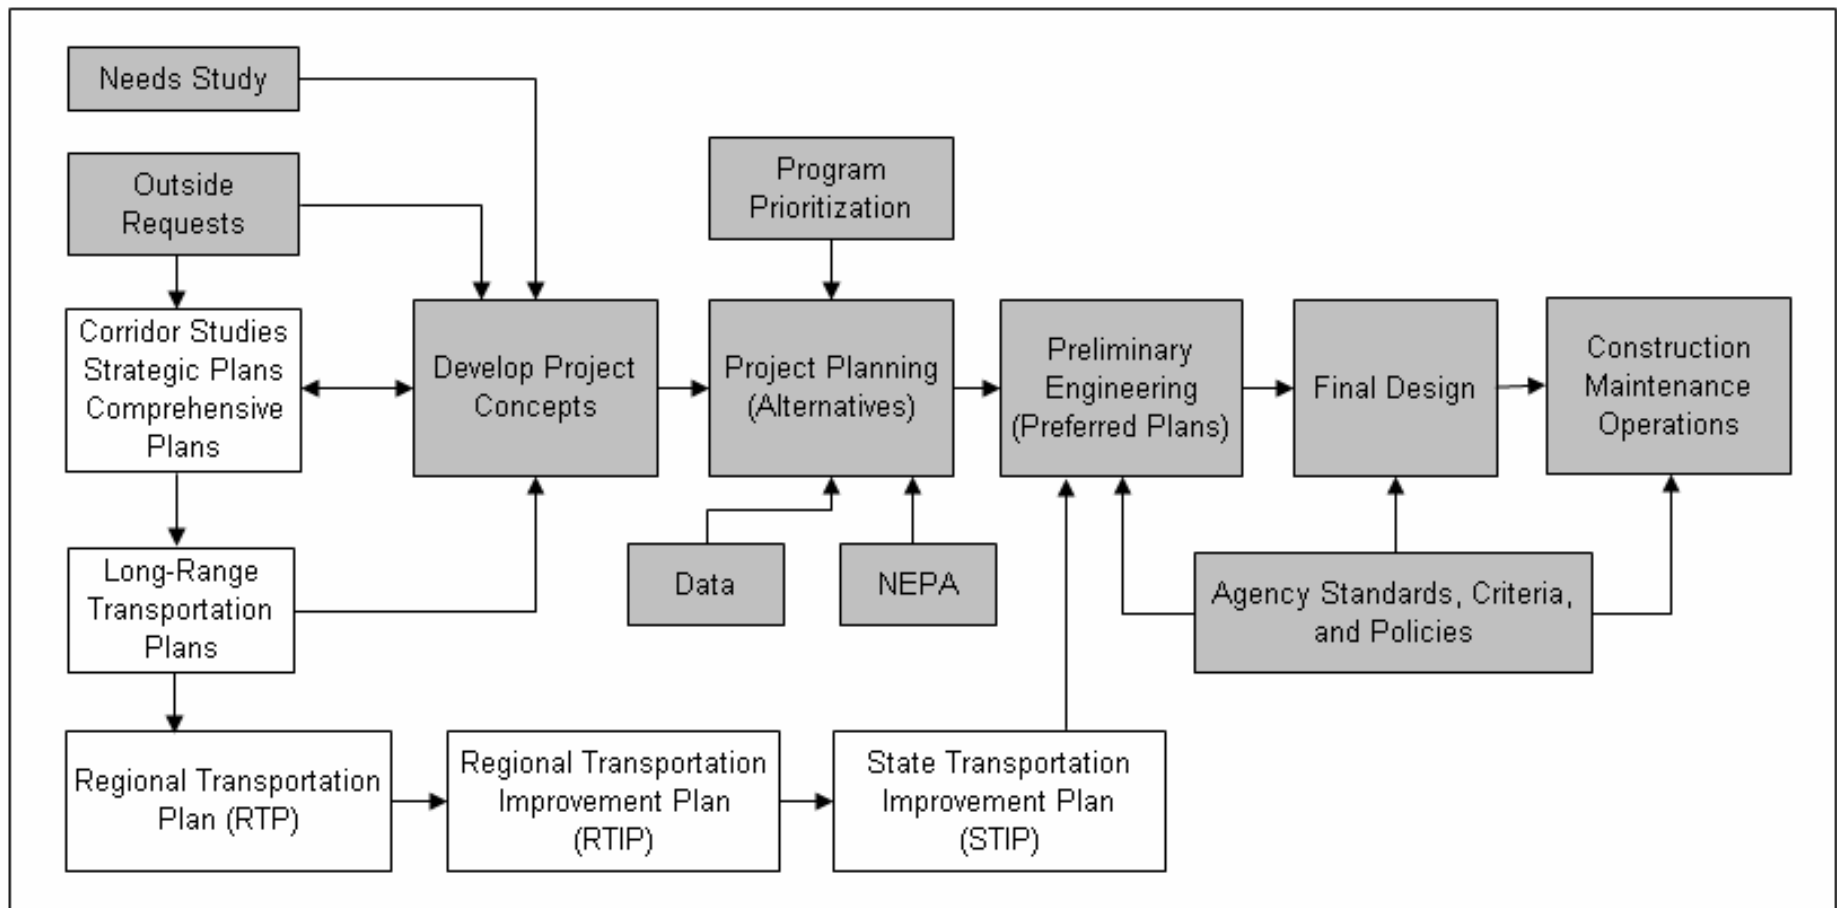 Needs Study
Outside
Requests
Program
Prioritization
Corridor Studies
Strategic Plans
Comprehensive
Plans
Develop Project
Concepts
Project Planning
(Alternatives)
Preliminary
Engineering
(Preferred Plans)
Final Design
Construction
Maintenance
Operations
Long-Range
Transportation
Plans
Data
NEPA
Agency Standards, Criteria,
and Policies
Regional Transportation
Plan (RTP)
Regional Transportation
Improvement Plan
(RTIP)
State Transportation
Improvement Plan
(STIP)